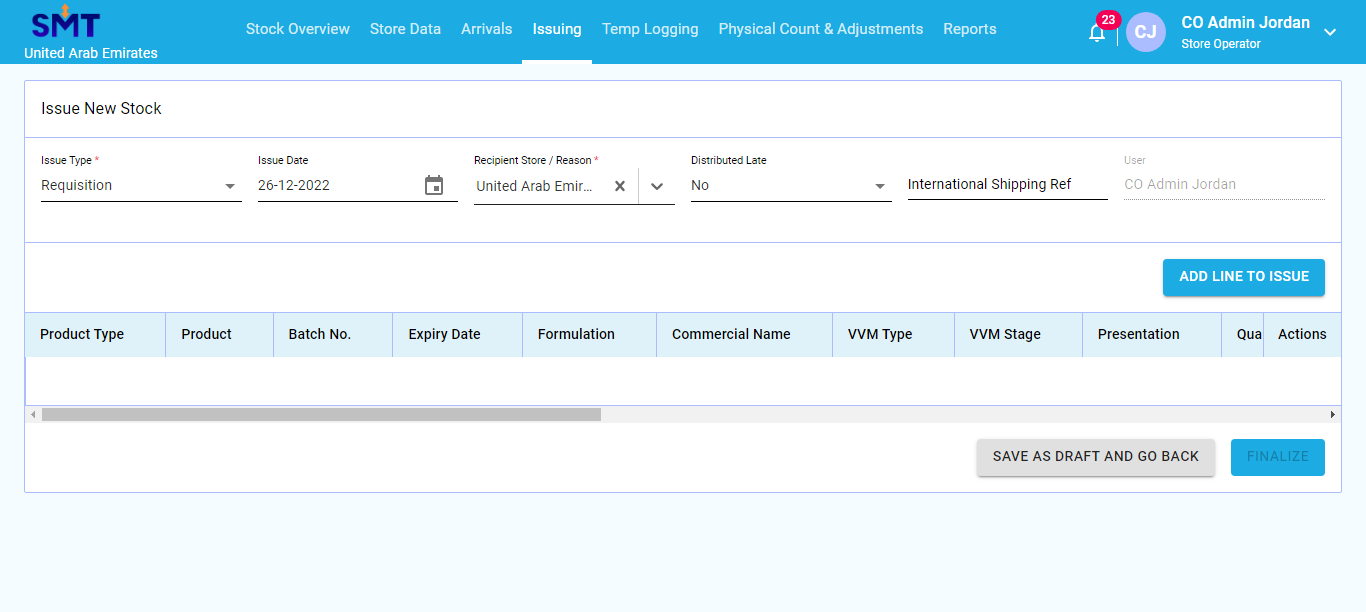 SMT
United Arab Emirates
Stock Overview
Store Data
Arrivals
Issuing
Temp Logging
Physical Count & Adjustments
Reports
23
CJ
CO Admin Jordan
Store Operator
Issue New Stock
Issue Type *
Requisition
Issue Date
26-12-2022
Recipient Store / Reason *
United Arab Emir...
Distributed Late
No
International Shipping Ref
User
CO Admin Jordan
ADD LINE TO ISSUE
Product Type
Product
Batch No.
Expiry Date
Formulation
Commercial Name
VVM Type
VVM Stage
Presentation
Qua
Actions
SAVE AS DRAFT AND GO BACK
FINALIZE